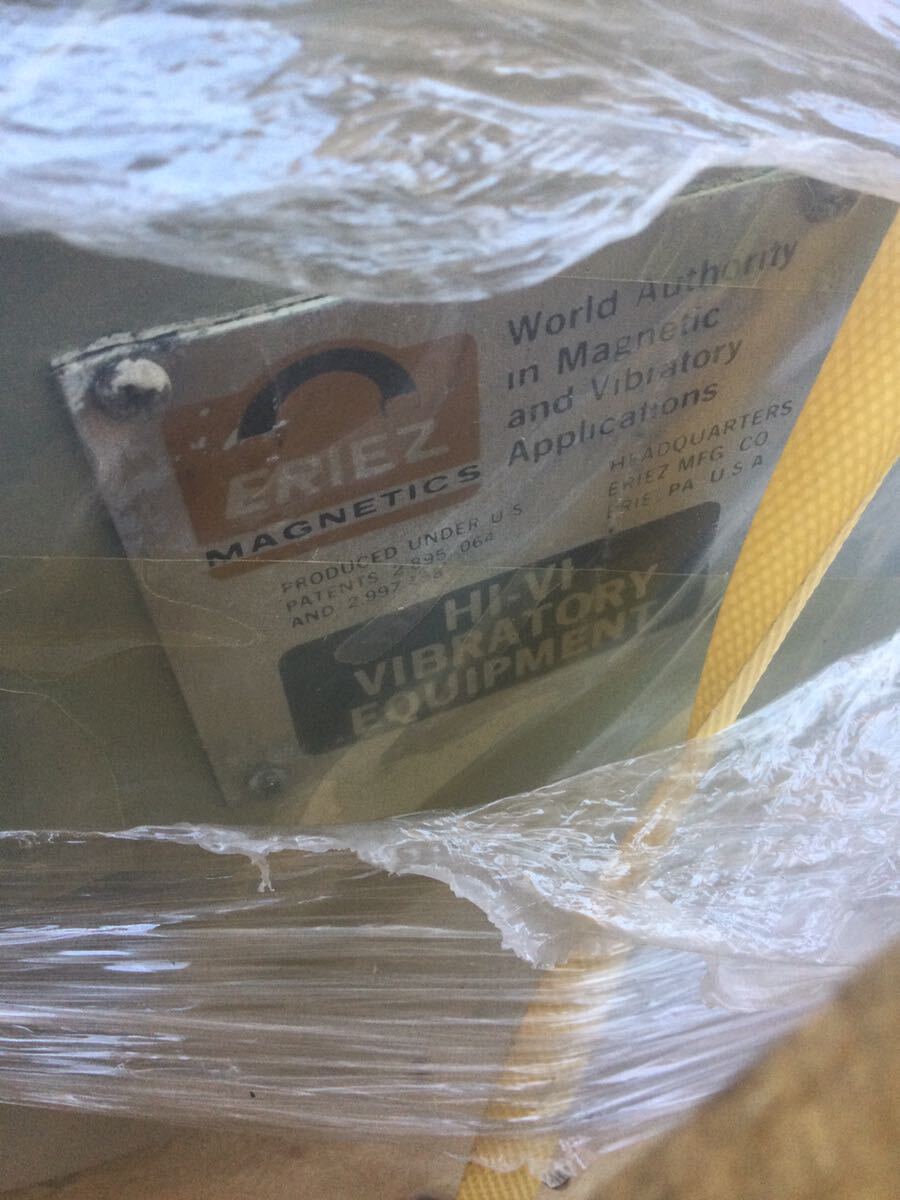 ERIEZ
MAGNETICS
World Authority
in Magnetic
and Vibratory
Applications
HEADQUARTERS
ERIEZ MFG. CO.
ERIE, PA. U.S.A.
PRODUCED UNDER U.S.
PATENTS 2,895,064
AND
HI-VI
VIBRATORY
EQUIPMENT